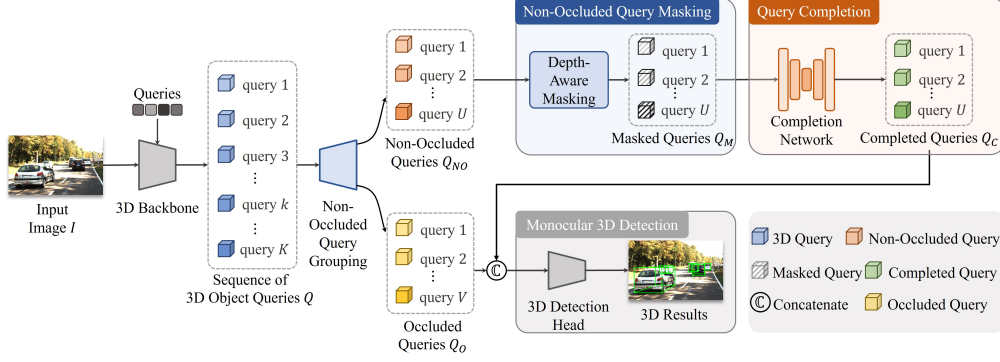 Queries
Input
Image I
3D Backbone
query 1
query 2
query 3
⋮
query k
⋮
query K
Sequence of
3D Object Queries Q
Non-
Occluded
Query
Grouping
query 1
query 2
⋮
query U
Non-Occluded
Queries Q_NO
query 1
query 2
⋮
query V
Occluded
Queries Q_O
Non-Occluded Query Masking
Depth-
Aware
Masking
query 1
query 2
⋮
query U
Masked Queries Q_M
Query Completion
Completion
Network
query 1
query 2
⋮
query U
Completed Queries Q_C
ℂ
Monocular 3D Detection
3D Detection
Head
3D Results
3D Query
Non-Occluded Query
Masked Query
Completed Query
ℂ Concatenate
Occluded Query